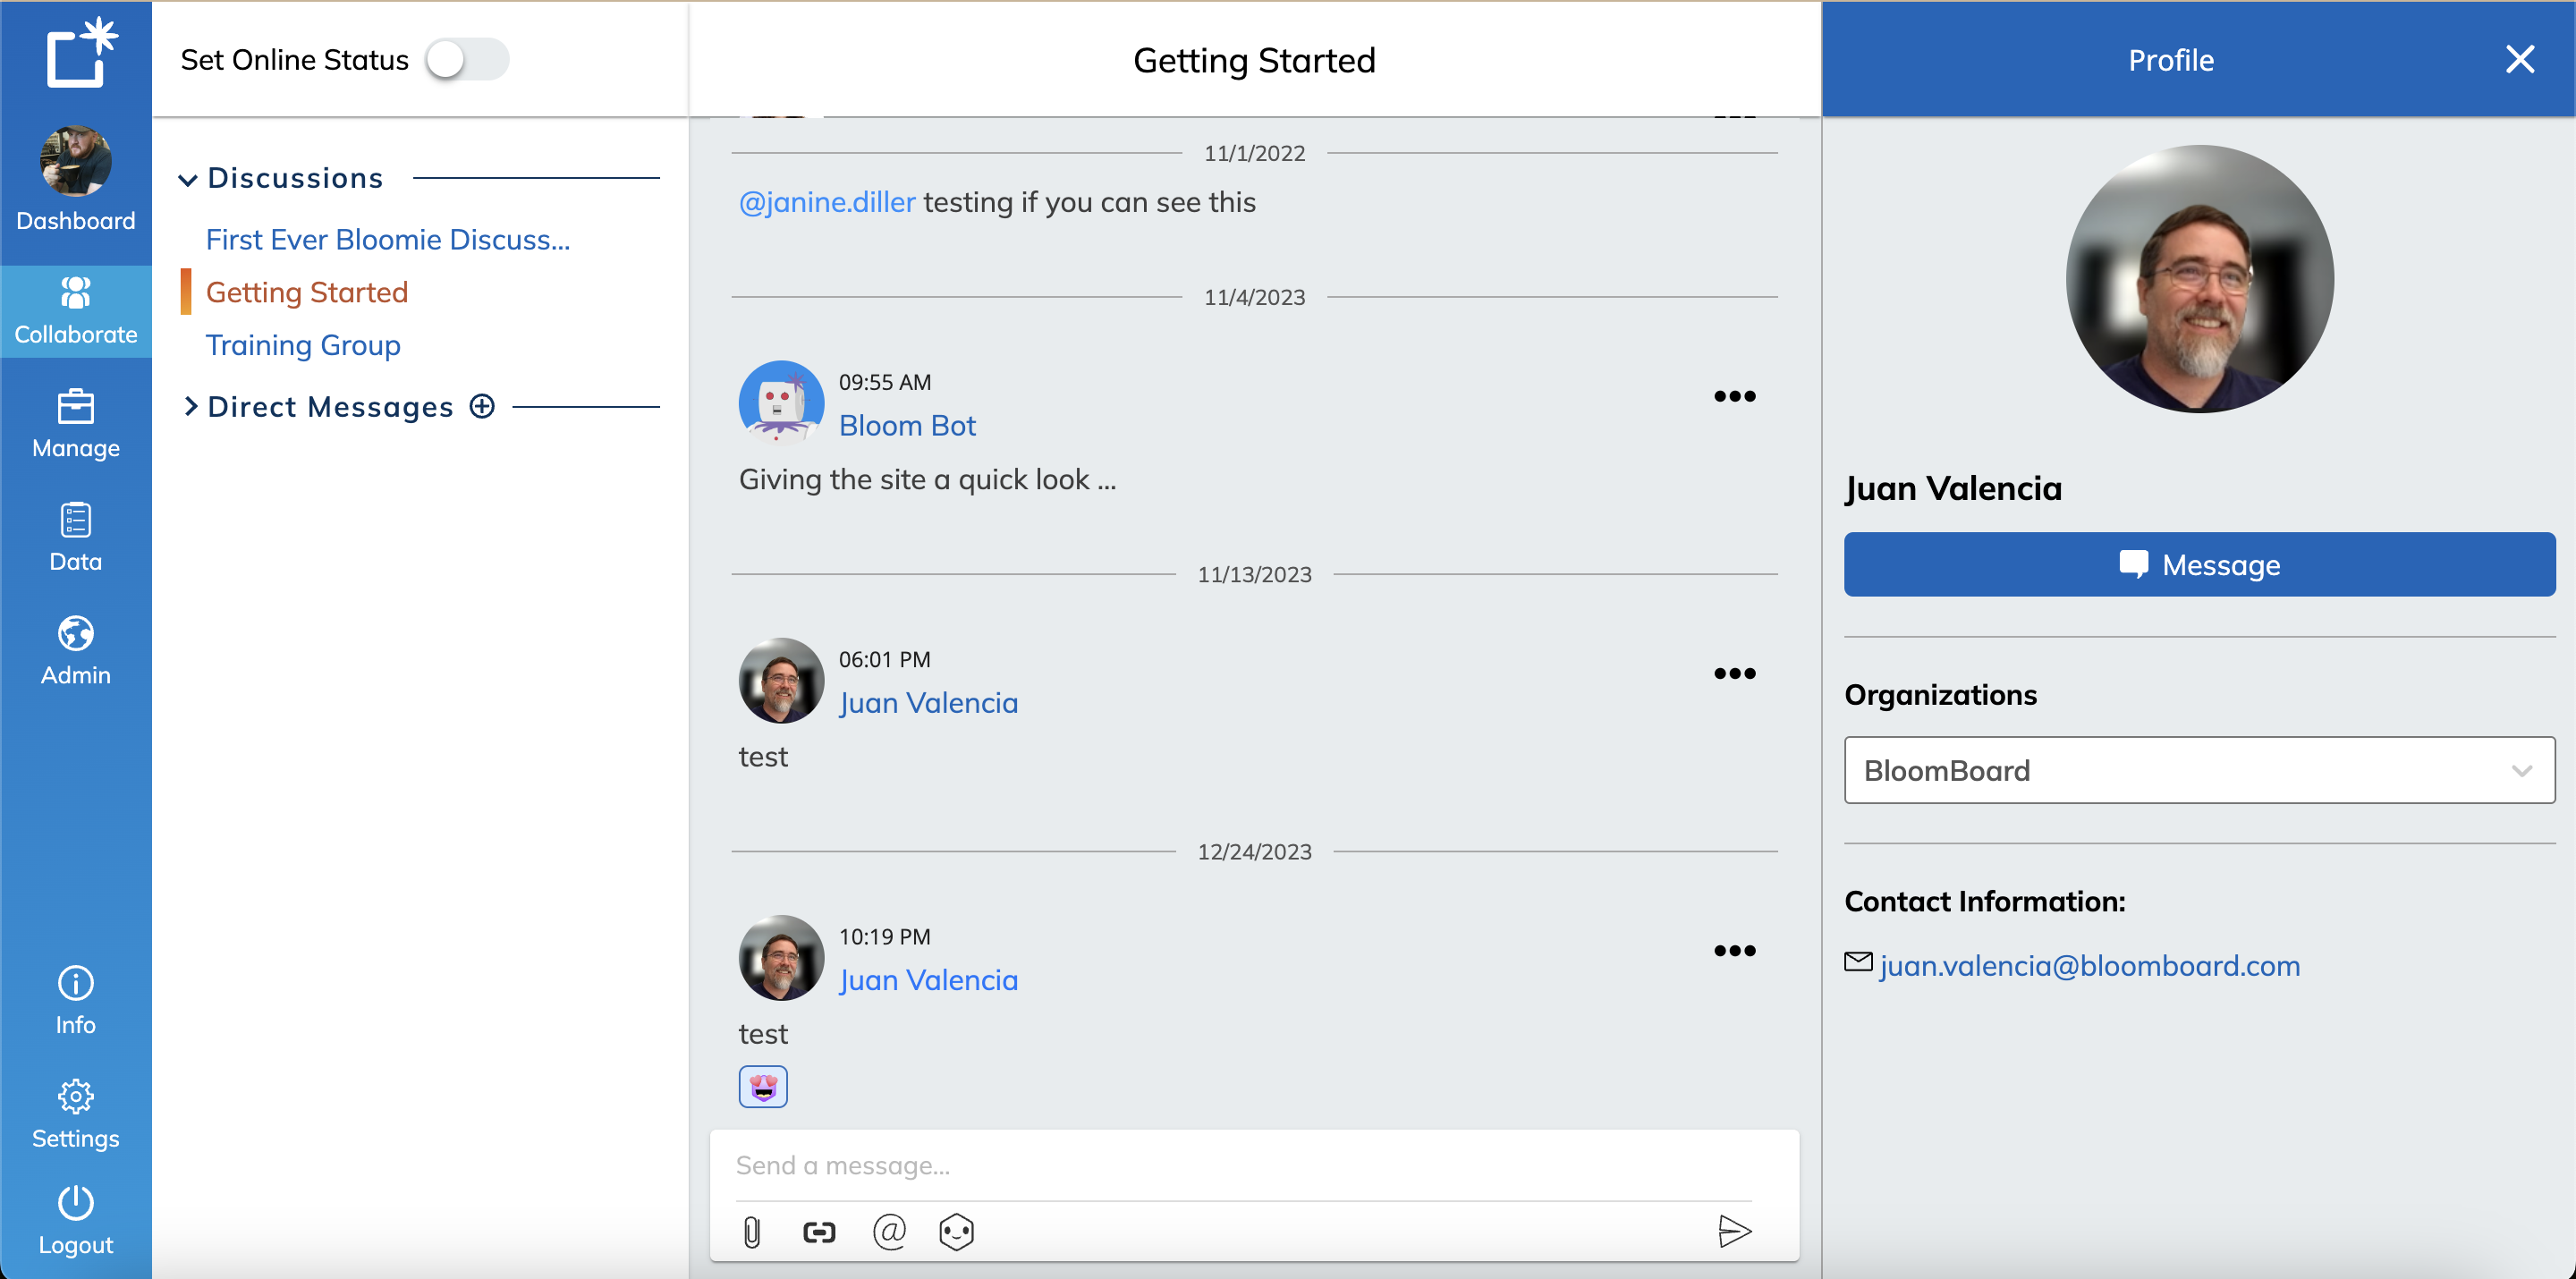 Dashboard
Collaborate
Manage
Data
Admin
Info
Settings
Logout
Set Online Status
Discussions
First Ever Bloomie Discuss...
Getting Started
Training Group
Direct Messages
Getting Started
11/1/2022
@janine.diller testing if you can see this
11/4/2023
09:55 AM
Bloom Bot
Giving the site a quick look ...
11/13/2023
06:01 PM
Juan Valencia
test
12/24/2023
10:19 PM
Juan Valencia
test
Send a message...
Profile
Juan Valencia
Message
Organizations
BloomBoard
Contact Information:
juan.valencia@bloomboard.com